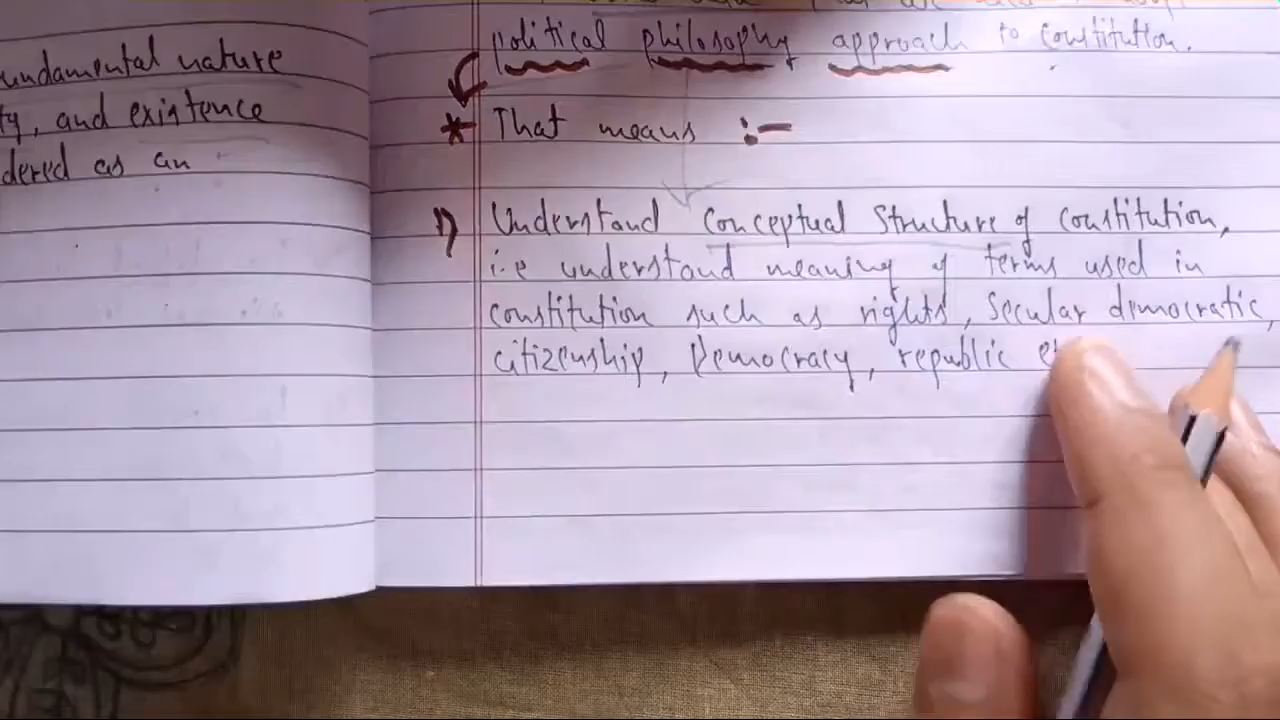 undamental nature
ty, and existence
dered as an
political philosophy approach to constitution.
* That means :-
1) Understand conceptual structure of constitution,
i.e understand meaning of terms used in
constitution such as rights, secular democratic,
citizenship, Democracy, republic